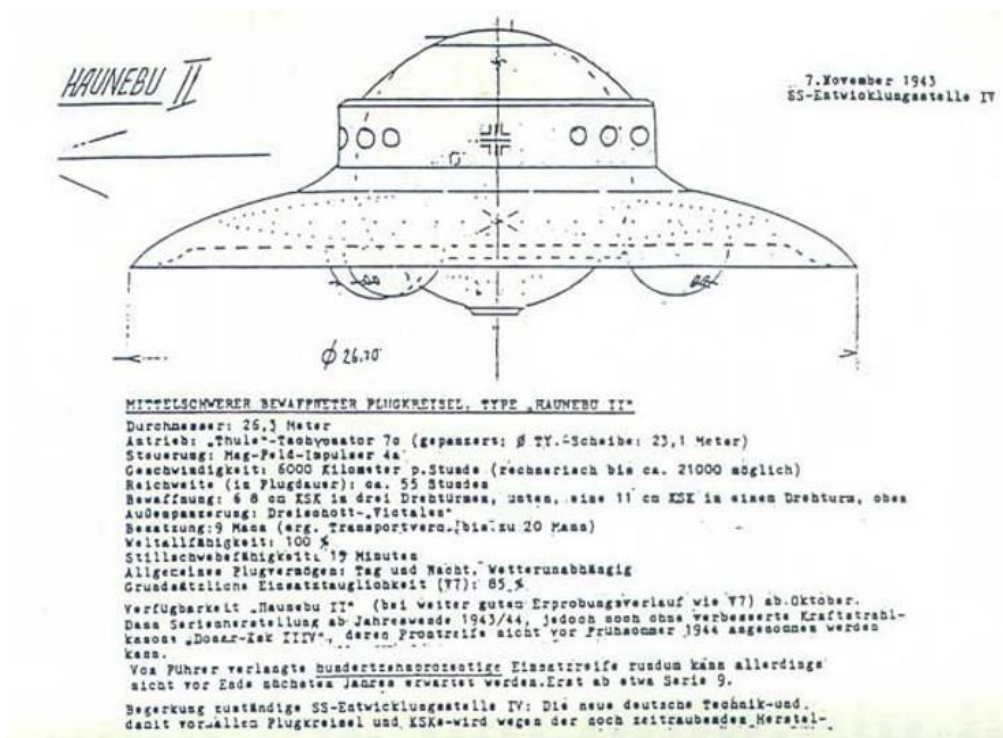 HAUNEBU II
7.November 1943
SS-Entwicklungsstelle IV
Ø 26.30
MITTELSCHWERER BEWAFFNETER FLUGKREISEL, TYPE „HAUNEBU II"
Durchmesser: 26,3 Meter
Antrieb: „Thule"-Tachyonator 7c (gepanzert; Ø TY.-Scheibe: 23,1 Meter)
Steuerung: Mag-Feld-Impulser 4a
Geschwindigkeit: 6000 Kilometer p.Stunde (rechnerisch bis ca. 21000 möglich)
Reichweite (in Flugdauer): ca. 55 Stunden
Bewaffnung: 6 8 cm KSK in drei Drehtürmen, unten, eine 11 cm KSK in einem Drehturm, oben
Außenpanzerung: Dreischott-„Victalen"
Besatzung: 9 Mann (erg. Transportverm. bis zu 20 Mann)
Weltallfähigkeit: 100 %
Stillschwebefähigkeit: 19 Minuten
Allgemeines Flugvermögen: Tag und Nacht, Wetterunabhängig
Grundsätzliche Einsatztauglichkeit (V7): 85 %
Verfügbarkeit „Haunebu II" (bei weiter guten Erprobungsverlauf wie V7) ab.Oktober.
Dann Serienherstellung ab Jahreswende 1943/44, jedoch noch ohne verbesserte Kraftstrahl-
kanone „Donar-KSK IIIV", deren Frontreife nicht vor Frühsommer 1944 angenommen werden
kann.
Von Führer verlangte hundertzehnprozentige Einsatzreife rundum kann allerdings
nicht vor Ende nächsten Jahres erwartet werden.Erst ab etwa Serie 9.
Begerkung zuständige SS-Entwicklungsstelle IV: Die neue deutsche Technik-und.
damit vor.allen Flugkreisel und KSKs-wird wegen der noch zeitraubenden Herstel-